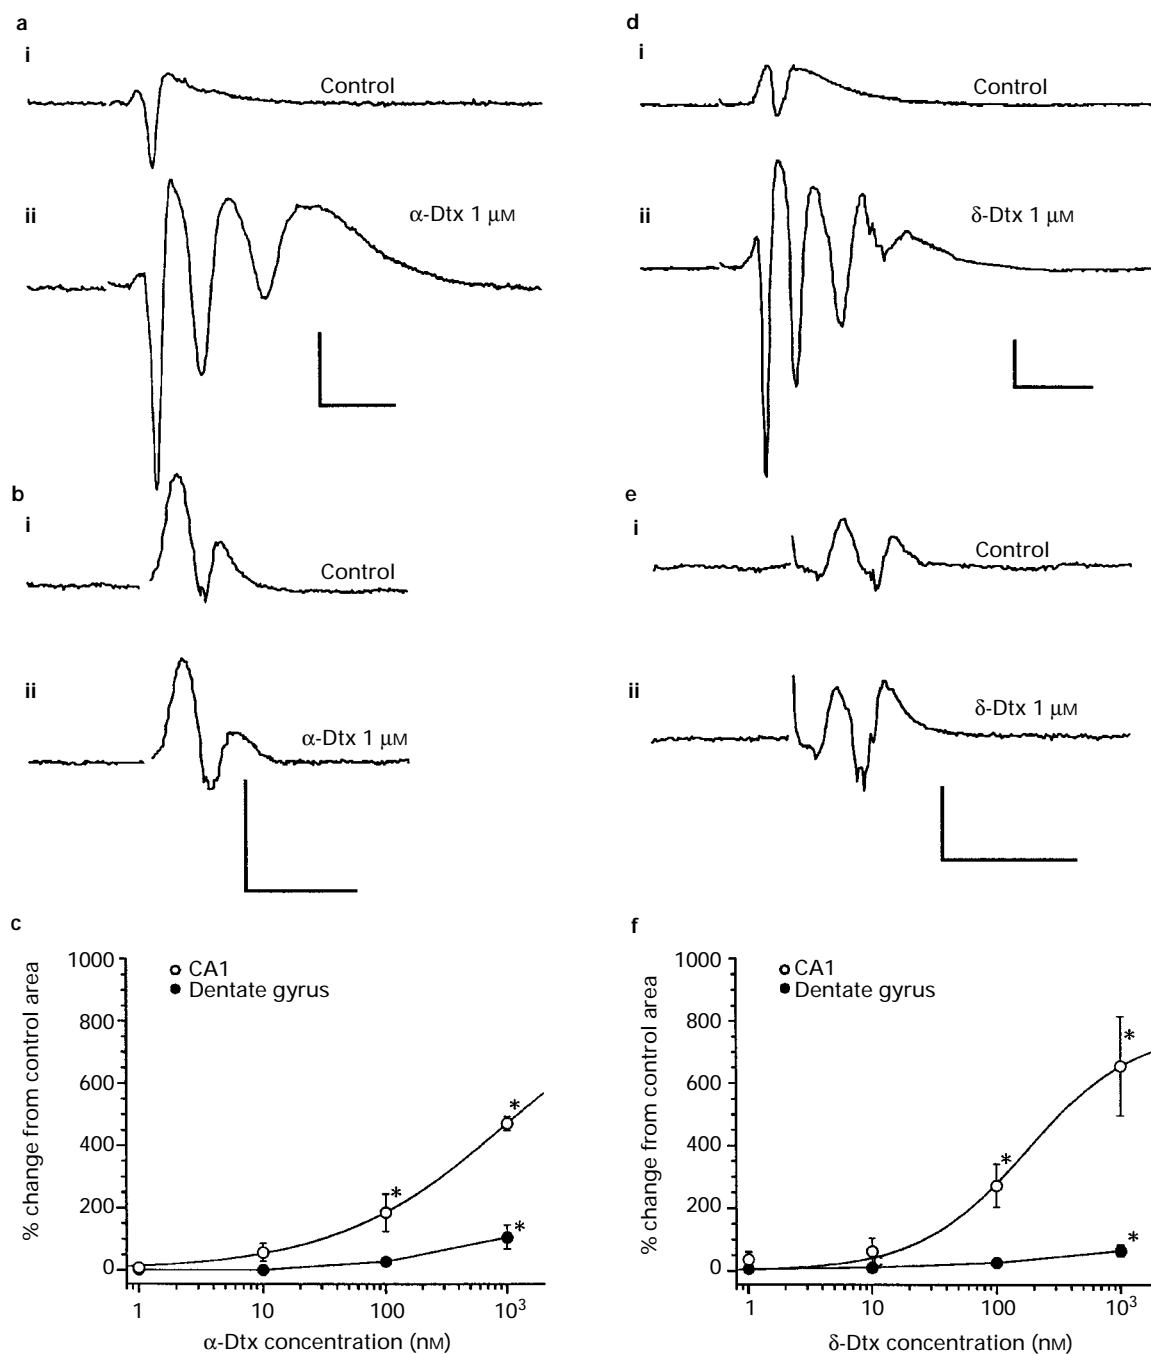 a
i
Control
ii
α-Dtx 1 μM
b
i
Control
ii
α-Dtx 1 μM
c
% change from control area
1000
800
600
400
200
0
CA1
Dentate gyrus
*
*
*
1
10
100
10³
α-Dtx concentration (nM)
d
i
Control
ii
δ-Dtx 1 μM
e
i
Control
ii
δ-Dtx 1 μM
f
% change from control area
1000
800
600
400
200
0
CA1
Dentate gyrus
*
*
*
1
10
100
10³
δ-Dtx concentration (nM)